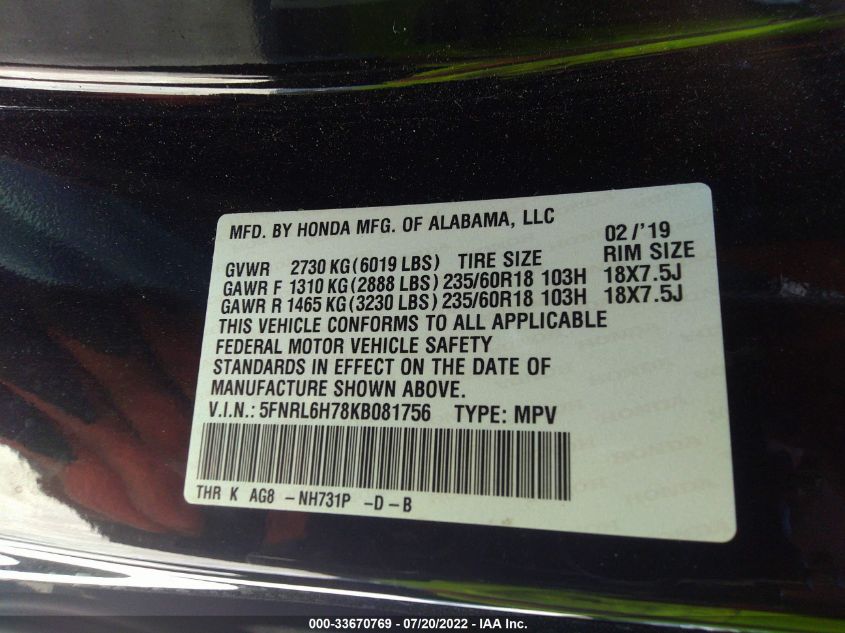 MFD. BY HONDA MFG. OF ALABAMA, LLC 02/'19
GVWR 2730 KG(6019 LBS) TIRE SIZE RIM SIZE
GAWR F 1310 KG(2888 LBS) 235/60R18 103H 18X7.5J
GAWR R 1465 KG(3230 LBS) 235/60R18 103H 18X7.5J
THIS VEHICLE CONFORMS TO ALL APPLICABLE
FEDERAL MOTOR VEHICLE SAFETY
STANDARDS IN EFFECT ON THE DATE OF
MANUFACTURE SHOWN ABOVE.
V.I.N.: 5FNRL6H78KB081756 TYPE: MPV
THR K AG8 -NH731P -D-B
000-33670769 - 07/20/2022 - IAA Inc.